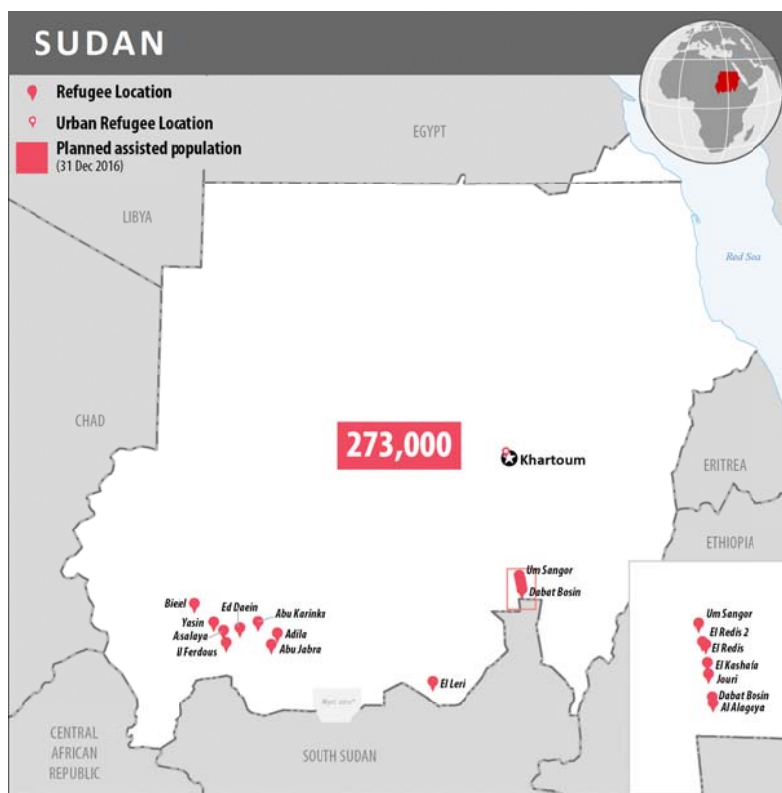 SUDAN
Refugee Location
Urban Refugee Location
Planned assisted population
(31 Dec 2016)
EGYPT
LIBYA
Red Sea
CHAD
273,000
Khartoum
ERITREA
ETHIOPIA
Um Sangor
Dabat Bosin
Bieel
Ed Daein
Abu Karinka
Yasin
Asalaya
Adila
El Ferdous
Abu Jabra
El Leri
Um Sangor
El Redis 2
El Redis
El Kashafa
Jouri
Dabat Bosin
Al Alagaya
CENTRAL
AFRICAN
REPUBLIC
SOUTH SUDAN